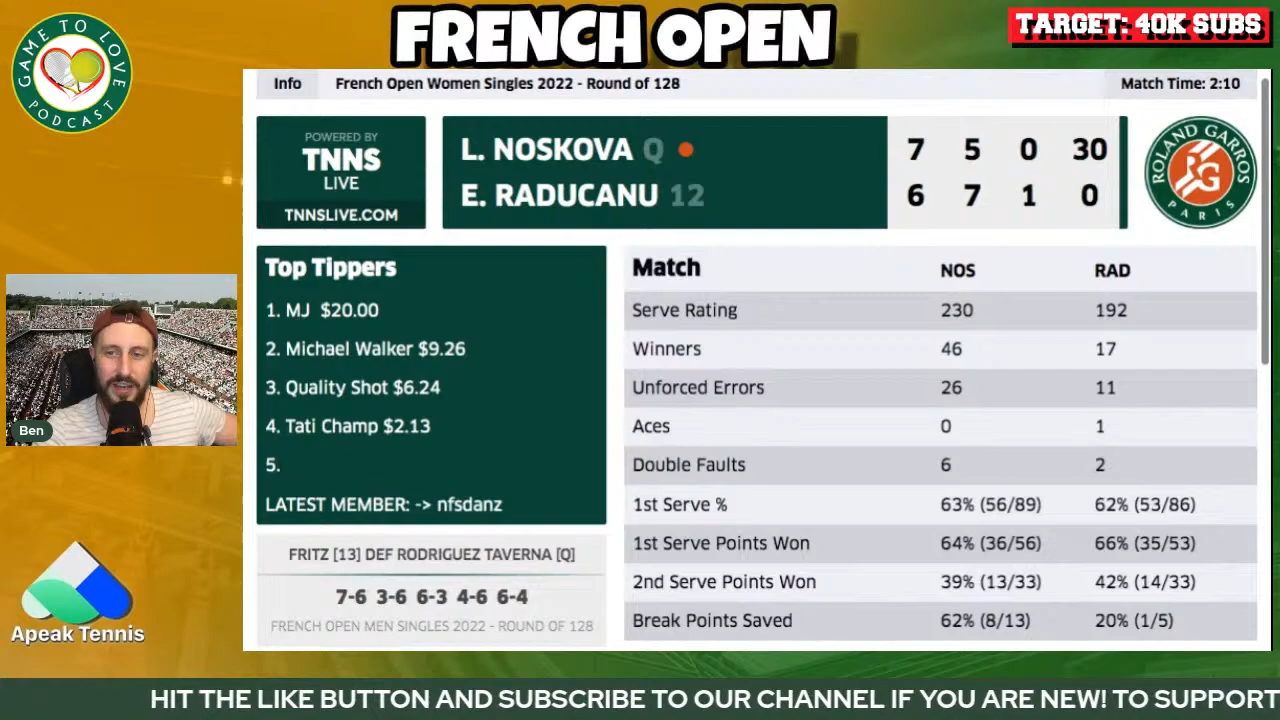 FRENCH OPEN
TARGET: 40K SUBS
GAME TO LOVE
PODCAST
Info French Open Women Singles 2022 - Round of 128 Match Time: 2:10
POWERED BY
TNNS
LIVE
TNNSLIVE.COM
L. NOSKOVA Q 7 5 0 30
E. RADUCANU 12 6 7 1 0
ROLAND GARROS
RG
PARIS
Top Tippers
1. MJ $20.00
2. Michael Walker $9.26
3. Quality Shot $6.24
4. Tati Champ $2.13
5.
LATEST MEMBER: -> nfsdanz
FRITZ [13] DEF RODRIGUEZ TAVERNA [Q]
7-6 3-6 6-3 4-6 6-4
FRENCH OPEN MEN SINGLES 2022 - ROUND OF 128
Match NOS RAD
Serve Rating 230 192
Winners 46 17
Unforced Errors 26 11
Aces 0 1
Double Faults 6 2
1st Serve % 63% (56/89) 62% (53/86)
1st Serve Points Won 64% (36/56) 66% (35/53)
2nd Serve Points Won 39% (13/33) 42% (14/33)
Break Points Saved 62% (8/13) 20% (1/5)
Ben
Apeak Tennis
HIT THE LIKE BUTTON AND SUBSCRIBE TO OUR CHANNEL IF YOU ARE NEW! TO SUPPORT